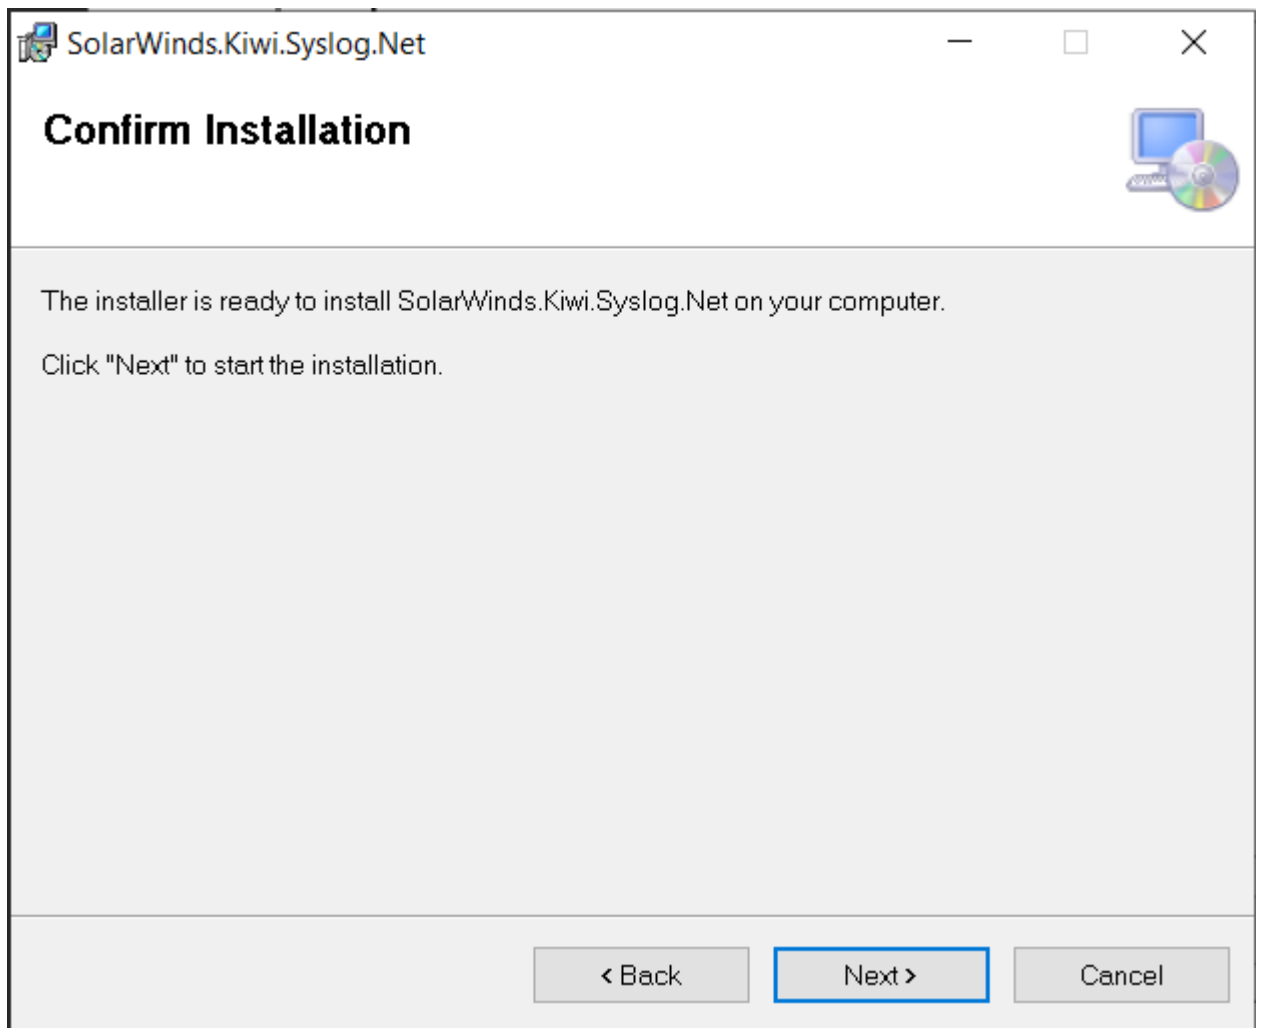 SolarWinds.Kiwi.Syslog.Net
Confirm Installation
The installer is ready to install SolarWinds.Kiwi.Syslog.Net on your computer.
Click "Next" to start the installation.
< Back
Next >
Cancel